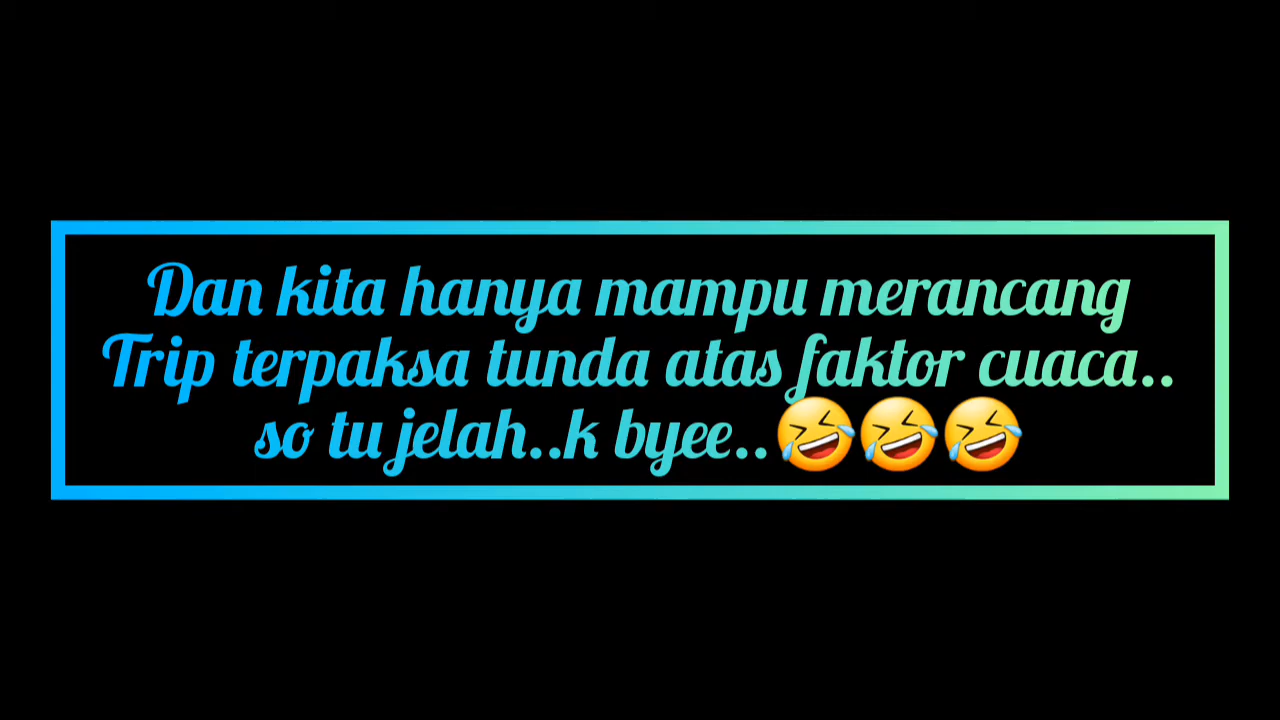 Dan kita hanya mampu merancang
Trip terpaksa tunda atas faktor cuaca..
so tu jelah..k byee..🤣🤣🤣